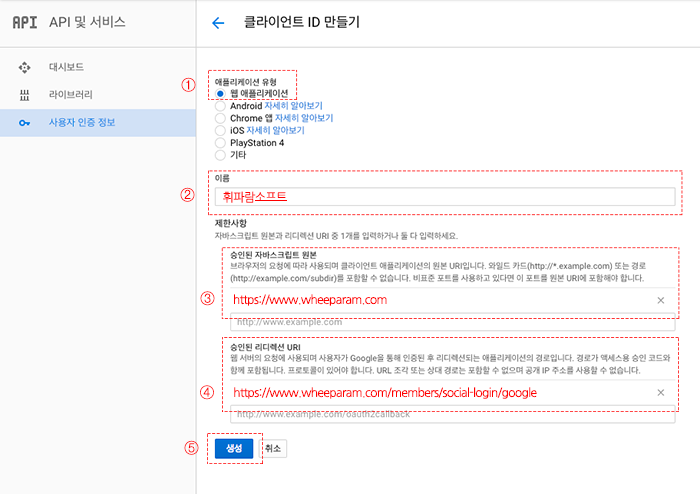 API API 및 서비스
← 클라이언트 ID 만들기
대시보드
라이브러리
사용자 인증 정보
① 애플리케이션 유형
웹 애플리케이션
Android 자세히 알아보기
Chrome 앱 자세히 알아보기
iOS 자세히 알아보기
PlayStation 4
기타
② 이름
휘파람소프트
제한사항
자바스크립트 원본과 리디렉션 URI 중 1개를 입력하거나 둘 다 입력하세요.
승인된 자바스크립트 원본
브라우저의 요청에 따라 사용되며 클라이언트 애플리케이션의 원본 URI입니다. 와일드 카드(http://*.example.com) 또는 경로
(http://example.com/subdir)를 포함할 수 없습니다. 비표준 포트를 사용하고 있다면 이 포트를 원본 URI에 포함해야 합니다.
③ https://www.wheeparam.com ×
http://www.example.com
승인된 리디렉션 URI
웹 서버의 요청에 사용되며 사용자가 Google을 통해 인증된 후 리디렉션되는 애플리케이션의 경로입니다. 경로가 액세스용 승인 코드와
함께 포함됩니다. 프로토콜이 있어야 합니다. URL 조각 또는 상대 경로는 포함할 수 없으며 공개 IP 주소를 사용할 수 없습니다.
④ https://www.wheeparam.com/members/social-login/google ×
http://www.example.com/oauth2callback
⑤ 생성 취소